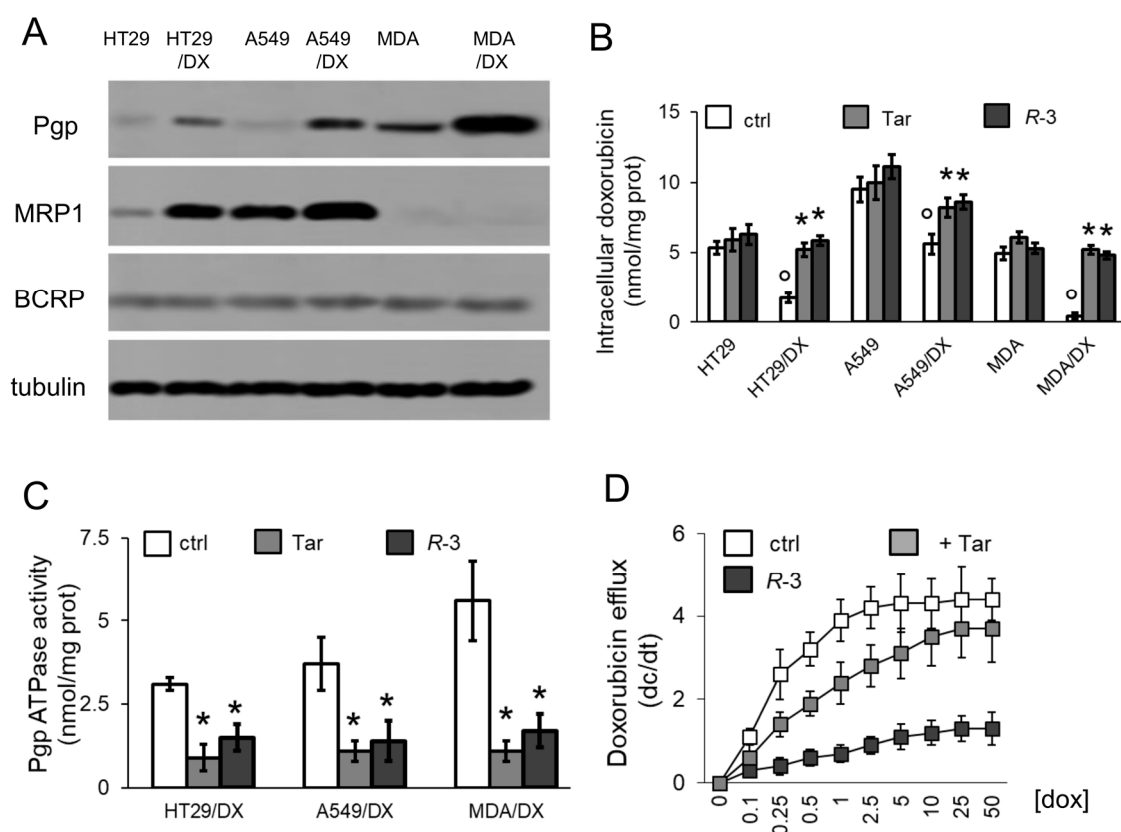 A
HT29 HT29 A549 A549 MDA MDA
/DX /DX /DX
Pgp
MRP1
BCRP
tubulin
B
Intracellular doxorubicin
(nmol/mg prot)
15
10
5
0
ctrl Tar R-3
° * * ° * * ° * *
HT29 HT29/DX A549 A549/DX MDA MDA/DX
C
Pgp ATPase activity
(nmol/mg prot)
7.5
5
2.5
0
ctrl Tar R-3
* * * * * *
HT29/DX A549/DX MDA/DX
D
Doxorubicin efflux
(dc/dt)
6
4
2
0
ctrl + Tar
R-3
0 0.1 0.25 0.5 1 2.5 5 10 25 50 [dox]